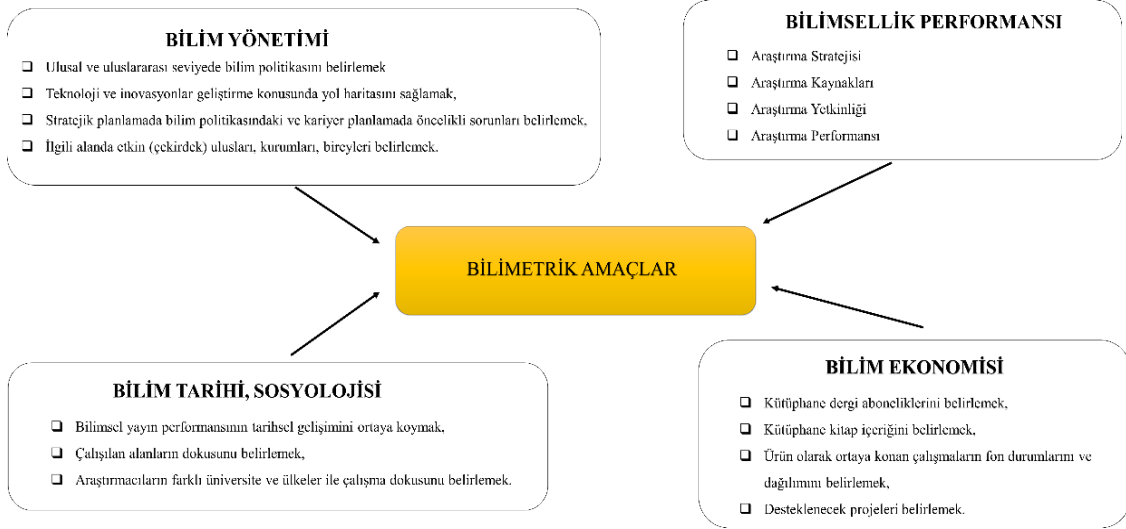 BİLİM YÖNETİMİ
❑ Ulusal ve uluslararası seviyede bilim politikasını belirlemek
❑ Teknoloji ve inovasyonlar geliştirme konusunda yol haritasını sağlamak,
❑ Stratejik planlamada bilim politikasındaki ve kariyer planlamada öncelikli sorunları belirlemek,
❑ İlgili alanda etkin (çekirdek) ulusları, kurumları, bireyleri belirlemek.
BİLİMSELLİK PERFORMANSI
❑ Araştırma Stratejisi
❑ Araştırma Kaynakları
❑ Araştırma Yetkinliği
❑ Araştırma Performansı
BİLİMETRİK AMAÇLAR
BİLİM TARİHİ, SOSYOLOJİSİ
❑ Bilimsel yayın performansının tarihsel gelişimini ortaya koymak,
❑ Çalışılan alanların dokusunu belirlemek,
❑ Araştırmacıların farklı üniversite ve ülkeler ile çalışma dokusunu belirlemek.
BİLİM EKONOMİSİ
❑ Kütüphane dergi aboneliklerini belirlemek,
❑ Kütüphane kitap içeriğini belirlemek,
❑ Ürün olarak ortaya konan çalışmaların fon durumlarını ve
dağılımını belirlemek,
❑ Desteklenecek projeleri belirlemek.